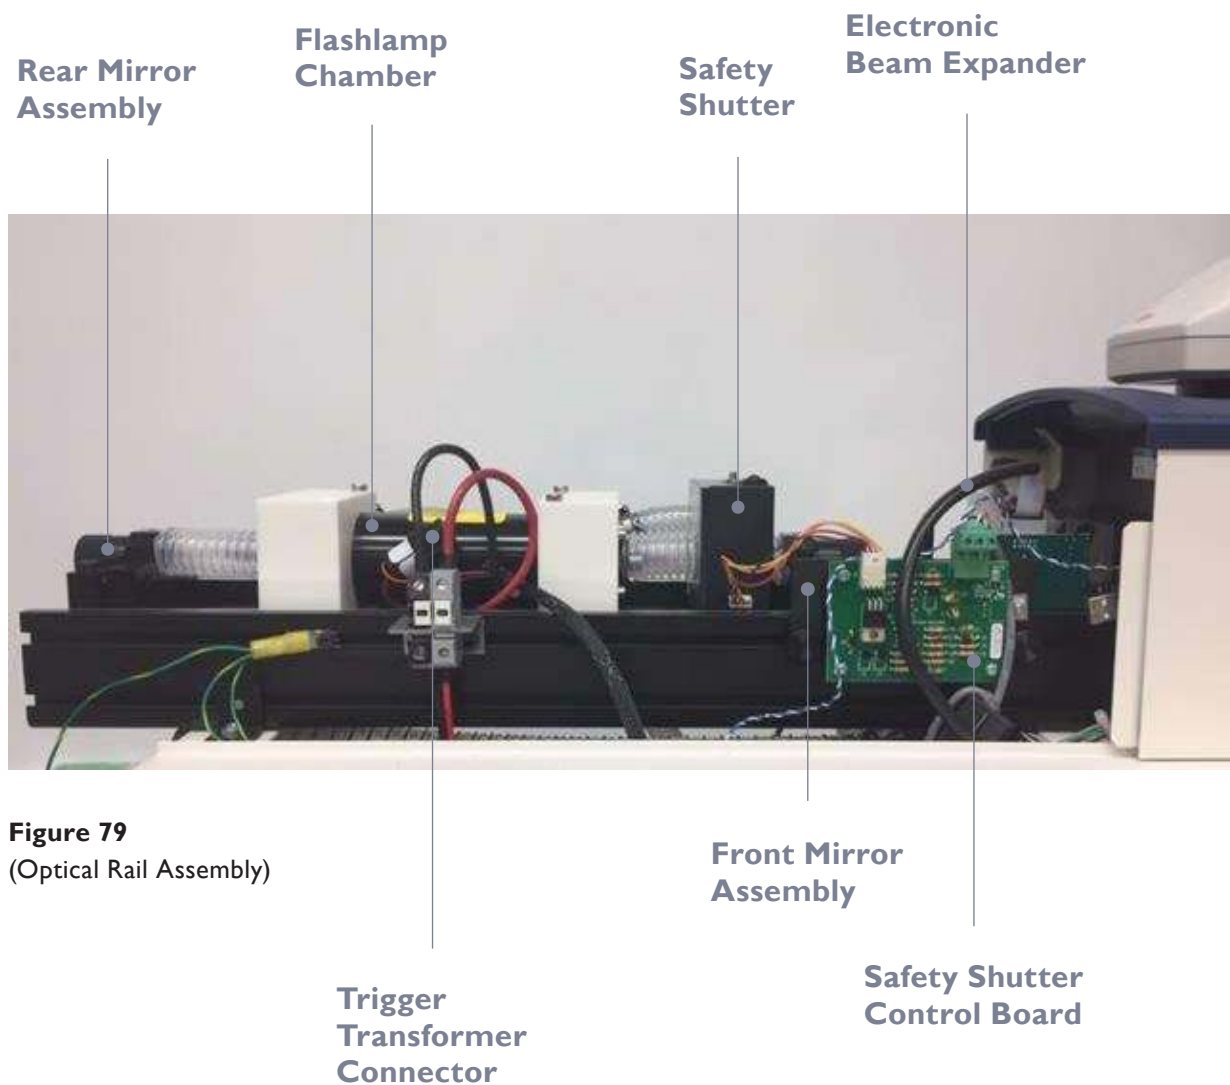 Rear Mirror
Assembly
Flashlamp
Chamber
Safety
Shutter
Electronic
Beam Expander
Figure 79
(Optical Rail Assembly)
Front Mirror
Assembly
Trigger
Transformer
Connector
Safety Shutter
Control Board